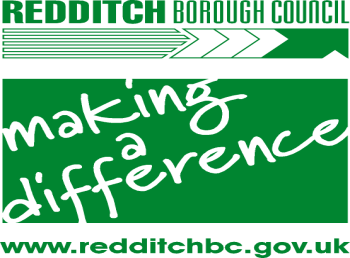 REDDITCH BOROUGH COUNCIL
making
a
difference
www.redditchbc.gov.uk